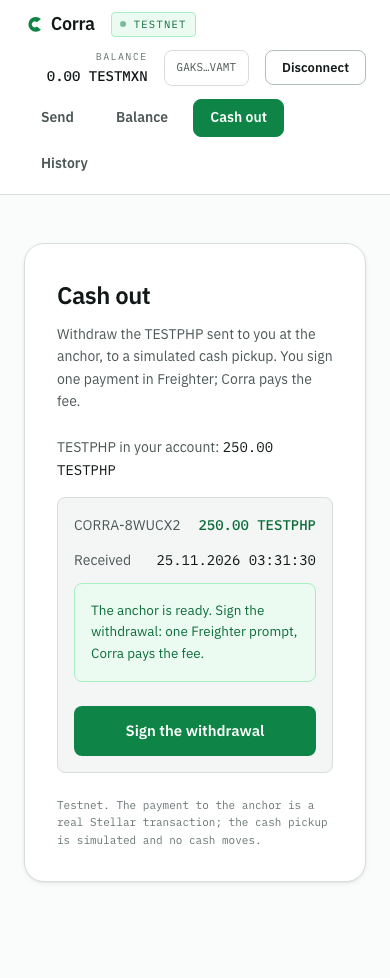 Corra
TESTNET
BALANCE
0.00 TESTMXN
GAKS…VAMT
Disconnect
Send
Balance
Cash out
History
Cash out
Withdraw the TESTPHP sent to you at the
anchor, to a simulated cash pickup. You sign
one payment in Freighter; Corra pays the
fee.
TESTPHP in your account: 250.00
TESTPHP
CORRA-8WUCX2 250.00 TESTPHP
Received 25.11.2026 03:31:30
The anchor is ready. Sign the
withdrawal: one Freighter prompt,
Corra pays the fee.
Sign the withdrawal
Testnet. The payment to the anchor is a
real Stellar transaction; the cash pickup
is simulated and no cash moves.